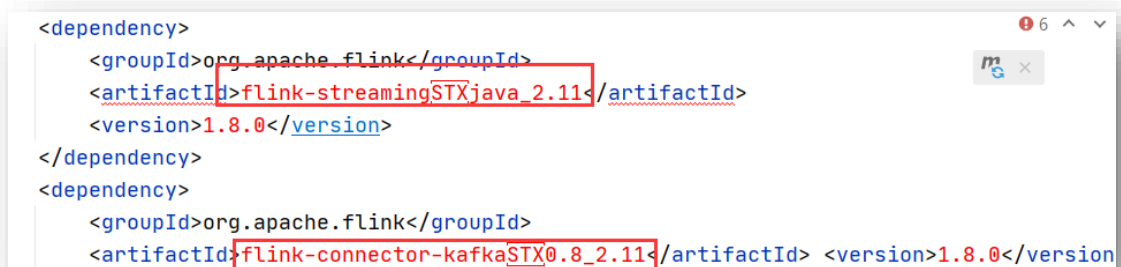 <dependency> 6
<groupId>org.apache.flink</groupId>
<artifactId>flink-streamingSTXjava_2.11</artifactId>
<version>1.8.0</version>
</dependency>
<dependency>
<groupId>org.apache.flink</groupId>
<artifactId>flink-connector-kafkaSTX0.8_2.11</artifactId> <version>1.8.0</version